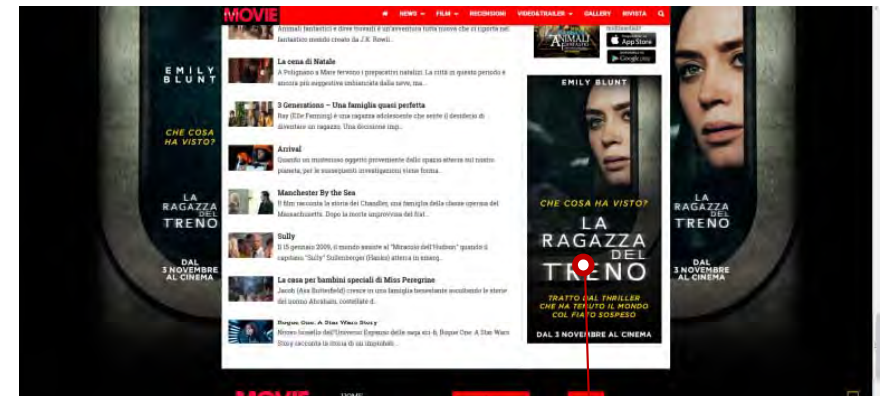 MOVIE
NEWS FILM RECENSIONI VIDEO&TRAILER GALLERY RIVISTA
Animali fantastici e dove trovarli è un'avventura tutta nuova che ci riporta nel
fantastico mondo creato da J.K. Rowli..
La cena di Natale
A Polignano a Mare fervono i preparativi natalizi. La città in questo periodo è
ancora più suggestiva imbiancata dalla neve, ma...
3 Generations – Una famiglia quasi perfetta
Ray (Elle Fanning) è una ragazza adolescente che sente il desiderio di
diventare un ragazzo. Una decisione imp..
Arrival
Quando un misterioso oggetto proveniente dallo spazio atterra sul nostro
pianeta, per le susseguenti investigazioni viene forma..
Manchester By the Sea
Il film racconta la storia dei Chandler, una famiglia della classe operaia del
Massachusetts. Dopo la morte improvvisa del frat..
Sully
Il 15 gennaio 2009, il mondo assiste al "Miracolo dell'Hudson" quando il
capitano "Sully" Sullenberger (Hanks) atterra in emerg..
La casa per bambini speciali di Miss Peregrine
Jacob (Asa Butterfield) cresce in una famiglia benestante ascoltando le storie
del nonno Abraham, costellate d..
Rogue One: A Star Wars Story
Primo tassello dell'Universo Espanso della saga sci-fi, Rogue One: A Star Wars
Story racconta la storia di un improbab..
ANIMALI
FANTASTICI
App Store
Google play
EMILY
BLUNT
CHE COSA
HA VISTO?
LA
RAGAZZA
DEL
TRENO
DAL
3 NOVEMBRE
AL CINEMA
EMILY BLUNT
CHE COSA HA VISTO?
LA
RAGAZZA
DEL
TRENO
TRATTO DAL THRILLER
CHE HA TENUTO IL MONDO
COL FIATO SOSPESO
DAL 3 NOVEMBRE AL CINEMA
CHE COSA HA VISTO?
LA
RAGAZZA
DEL
TRENO
DAL
3 NOVEMBRE
AL CINEMA
MOVIE
HOME